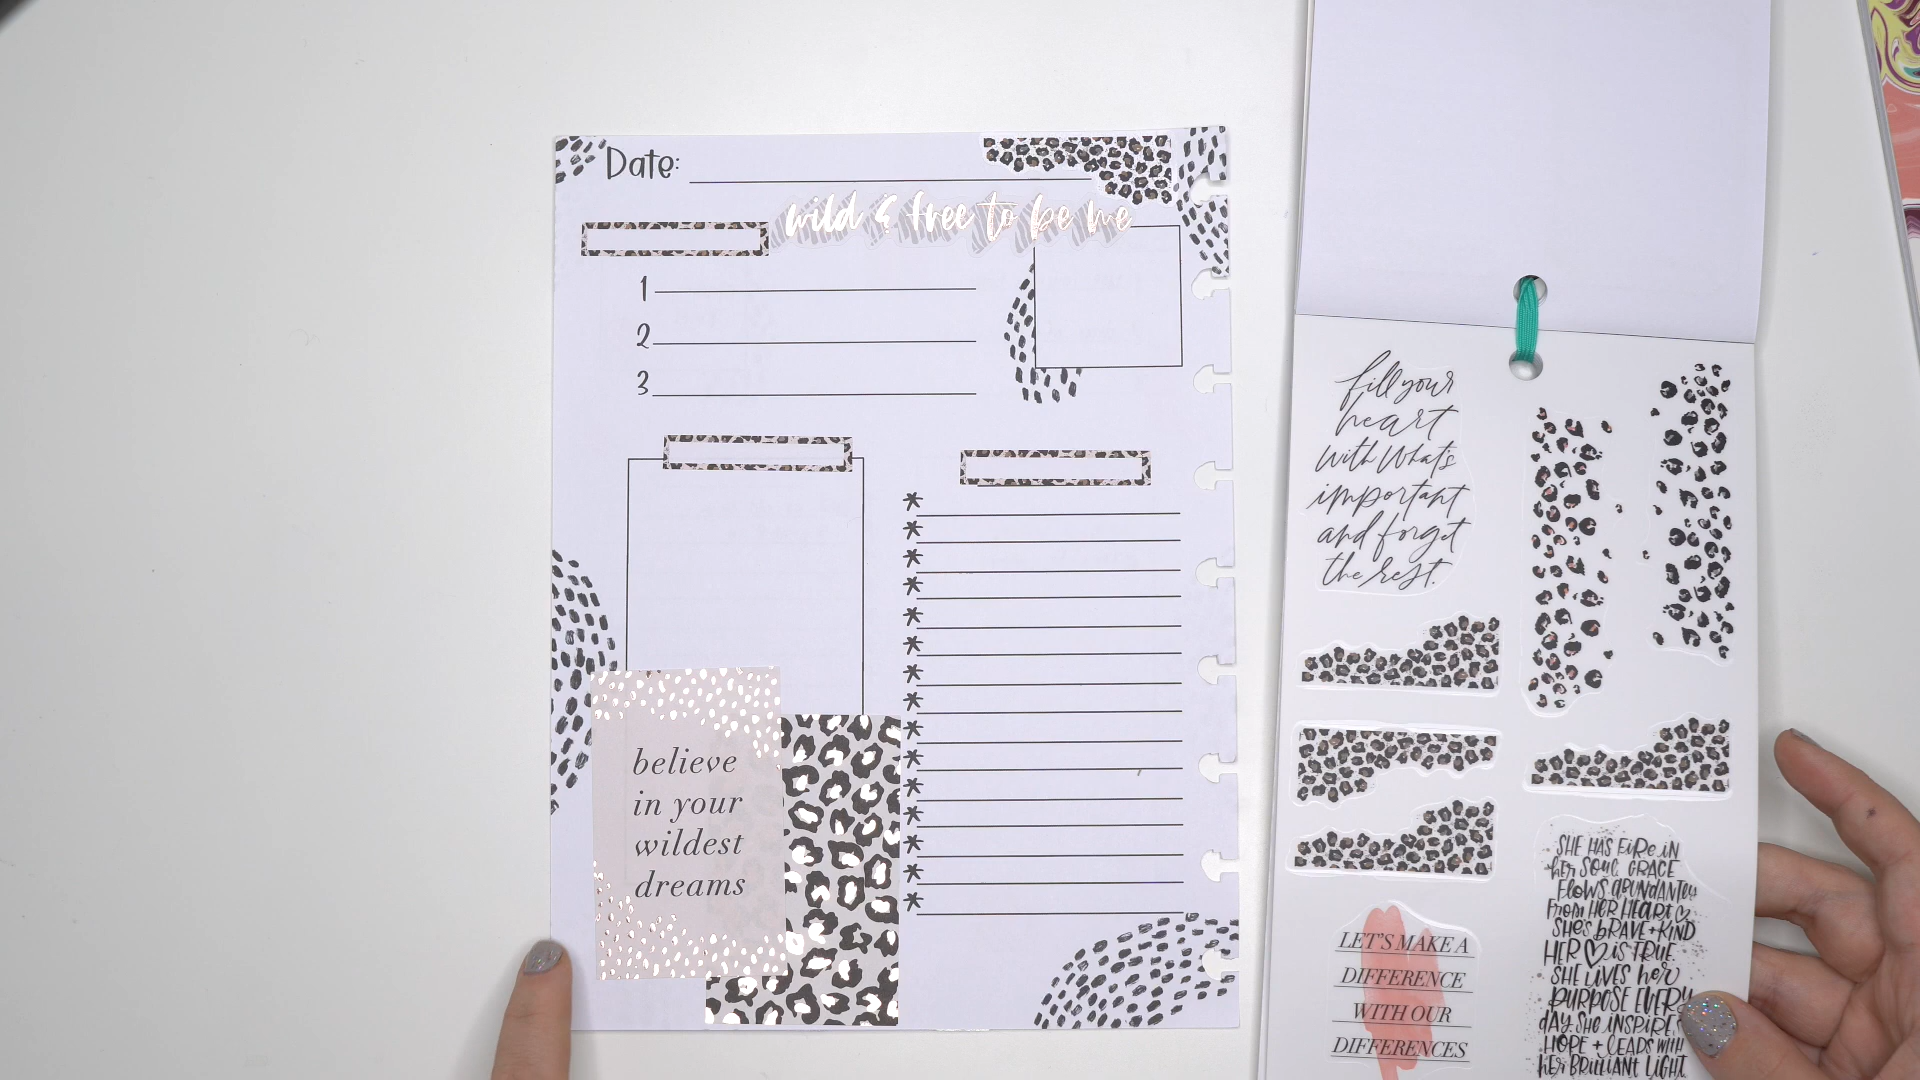 Date:
wild & free to be me
1
2
3
believe
in your
wildest
dreams
fill your
heart
with what's
important
and forget
the rest.
LET'S MAKE A
DIFFERENCE
WITH OUR
DIFFERENCES
SHE HAS FIRE IN
her SOUL GRACE
FLOWS ABUNDANTLY
FROM HER HEART
SHE'S BRAVE + KIND
HER ♡ IS TRUE.
SHE LIVES her
PURPOSE EVERY
day. She INSPIRES
HOPE + LEADS WITH
her BRILLIANT LIGHT.